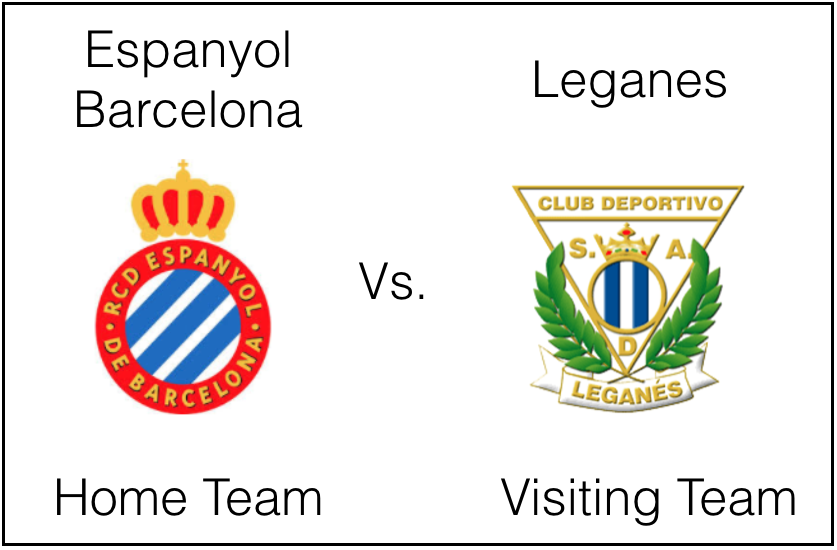 Espanyol
Barcelona
Leganes
RCD ESPANYOL
DE BARCELONA
Vs.
CLUB DEPORTIVO
S. A.
D
LEGANÉS
Home Team
Visiting Team